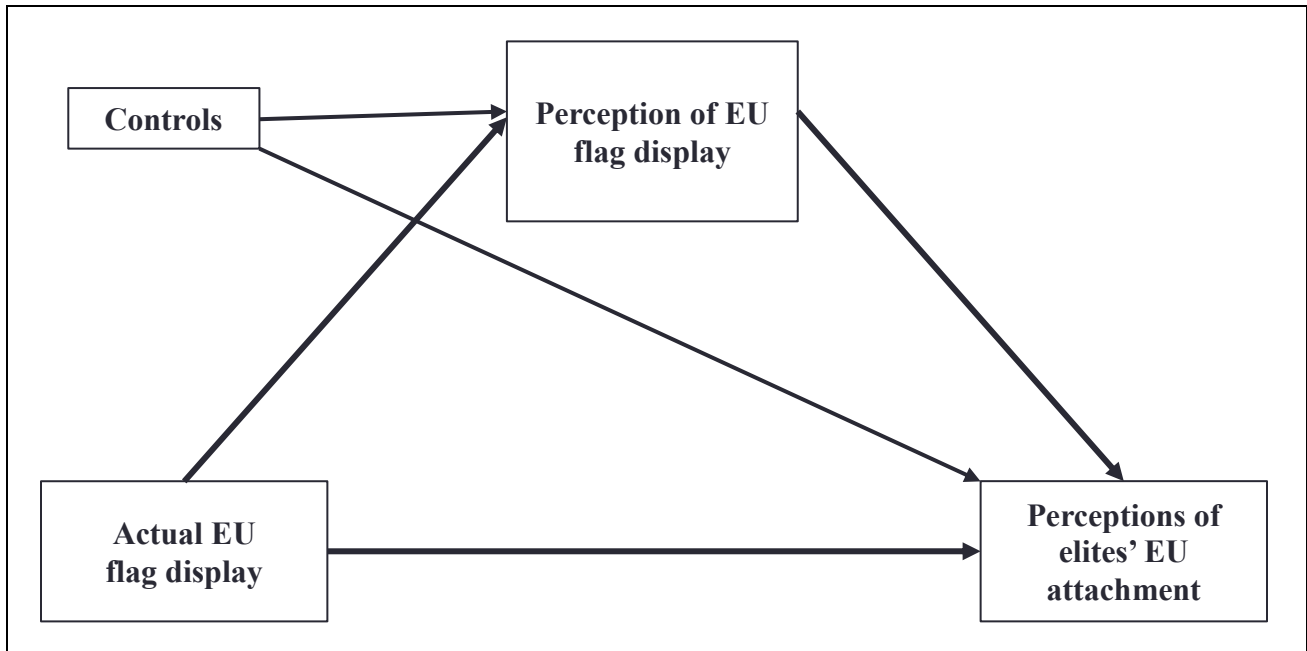 Controls
Perception of EU
flag display
Actual EU
flag display
Perceptions of
elites’ EU
attachment